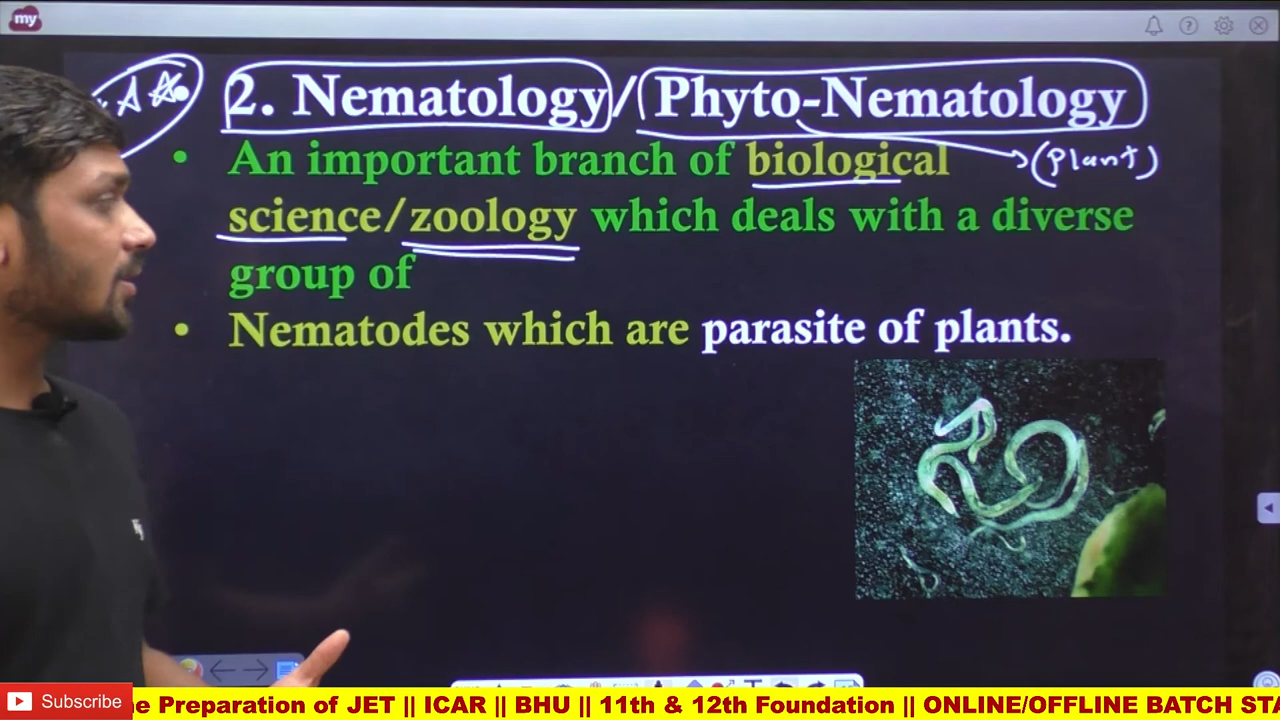 my
2. Nematology/Phyto-Nematology
(Plant)
• An important branch of biological
science/zoology which deals with a diverse
group of
• Nematodes which are parasite of plants.
Subscribe
e Preparation of JET || ICAR || BHU || 11th & 12th Foundation || ONLINE/OFFLINE BATCH STA